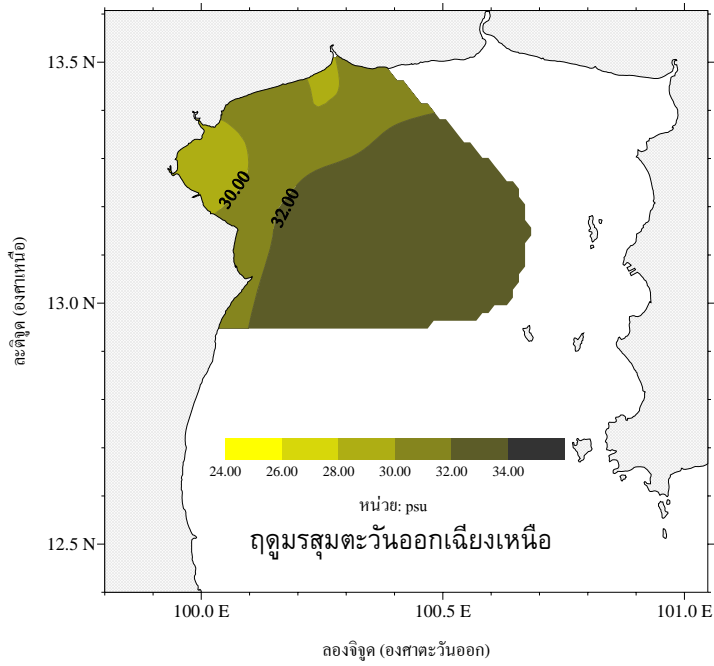 13.5 N
30.00
32.00
13.0 N
ละติจูด (องศาเหนือ)
24.00 26.00 28.00 30.00 32.00 34.00
หน่วย: psu
ฤดูมรสุมตะวันออกเฉียงเหนือ
12.5 N
100.0 E 100.5 E 101.0 E
ลองจิจูด (องศาตะวันออก)